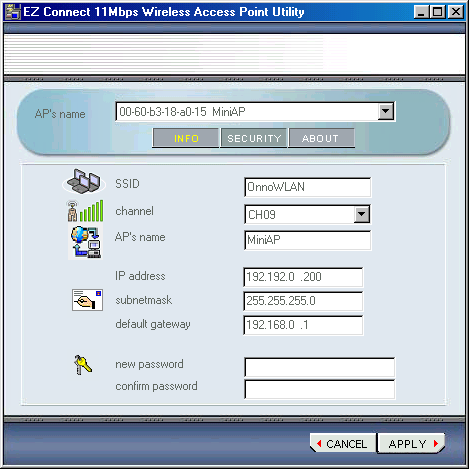 EZ Connect 11Mbps Wireless Access Point Utility
AP's name 00-60-b3-18-a0-15 MiniAP
INFO SECURITY ABOUT
SSID OnnoWLAN
channel CH09
AP's name MiniAP
IP address 192.192.0 .200
subnetmask 255.255.255.0
default gateway 192.168.0 .1
new password
confirm password
CANCEL APPLY